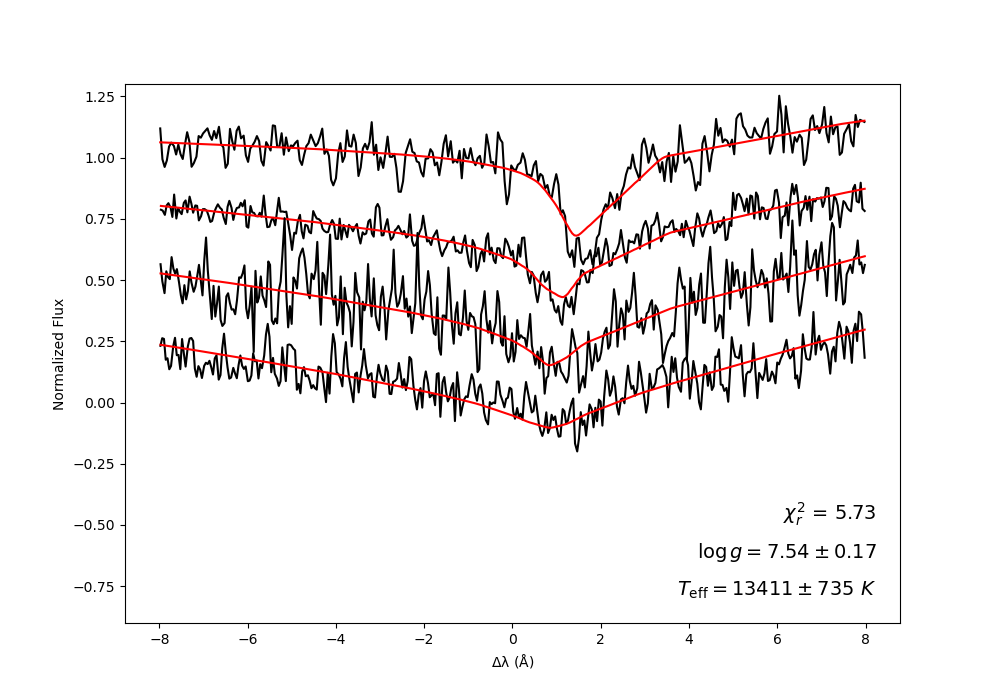 1.25
1.00
0.75
0.50
0.25
0.00
−0.25
−0.50
−0.75
Normalized Flux
χ²ᵣ = 5.73
log g = 7.54 ± 0.17
T_eff = 13411 ± 735 K
−8 −6 −4 −2 0 2 4 6 8
Δλ (Å)